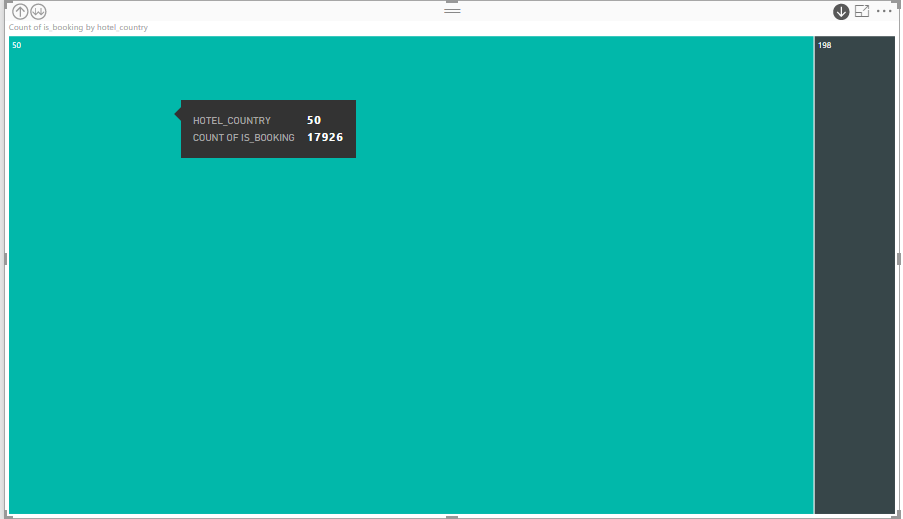 Count of is_booking by hotel_country
50
198
HOTEL_COUNTRY 50
COUNT OF IS_BOOKING 17926